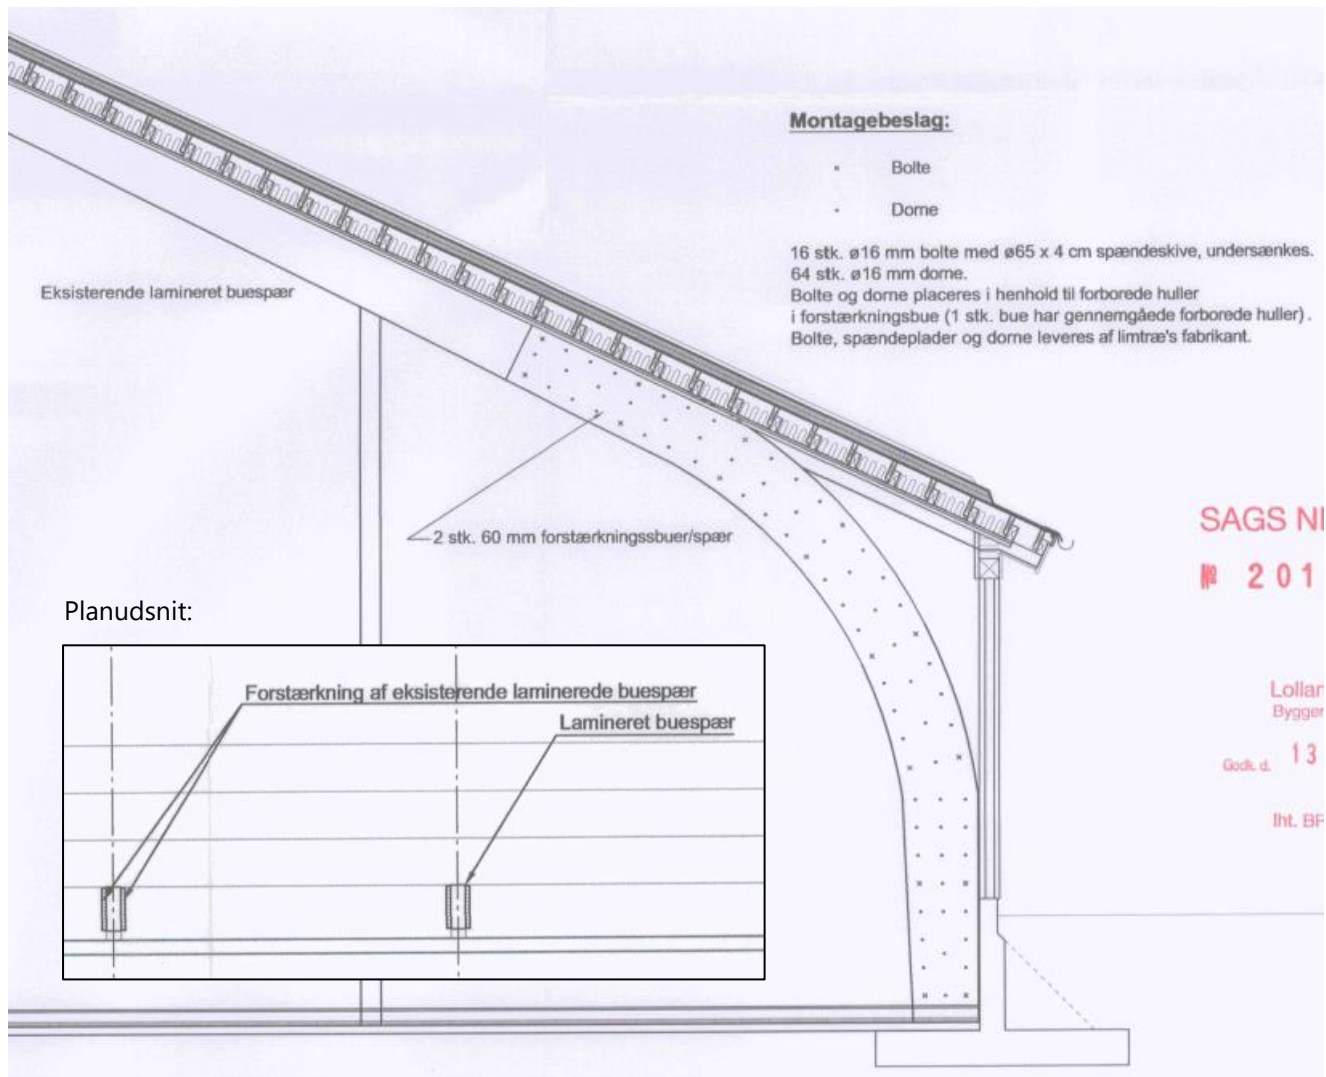 Montagebeslag:
Bolte
Dorne
16 stk. ø16 mm bolte med ø65 x 4 cm spændeskive, undersænkes.
64 stk. ø16 mm dorne.
Bolte og dorne placeres i henhold til forborede huller
i forstærkningsbue (1 stk. bue har gennemgåede forborede huller).
Bolte, spændeplader og dorne leveres af limtræ's fabrikant.
Eksisterende lamineret buespær
2 stk. 60 mm forstærkningssbuer/spær
SAGS
№ 201
Planudsnit:
Forstærkning af eksisterende laminerede buespær
Lamineret buespær
Godk. d. 13
Iht.